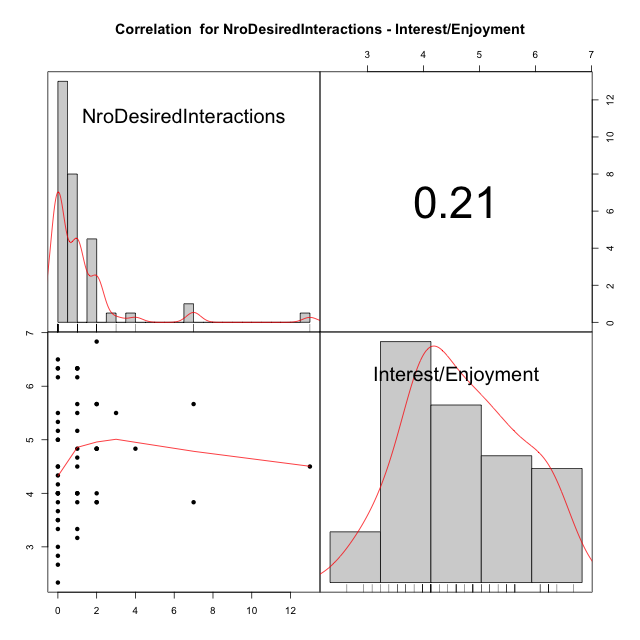 Correlation  for NroDesiredInteractions - Interest/Enjoyment
3 4 5 6 7
NroDesiredInteractions
0.21
12
10
8
6
4
2
0
7
6
5
4
3
Interest/Enjoyment
0 2 4 6 8 10 12